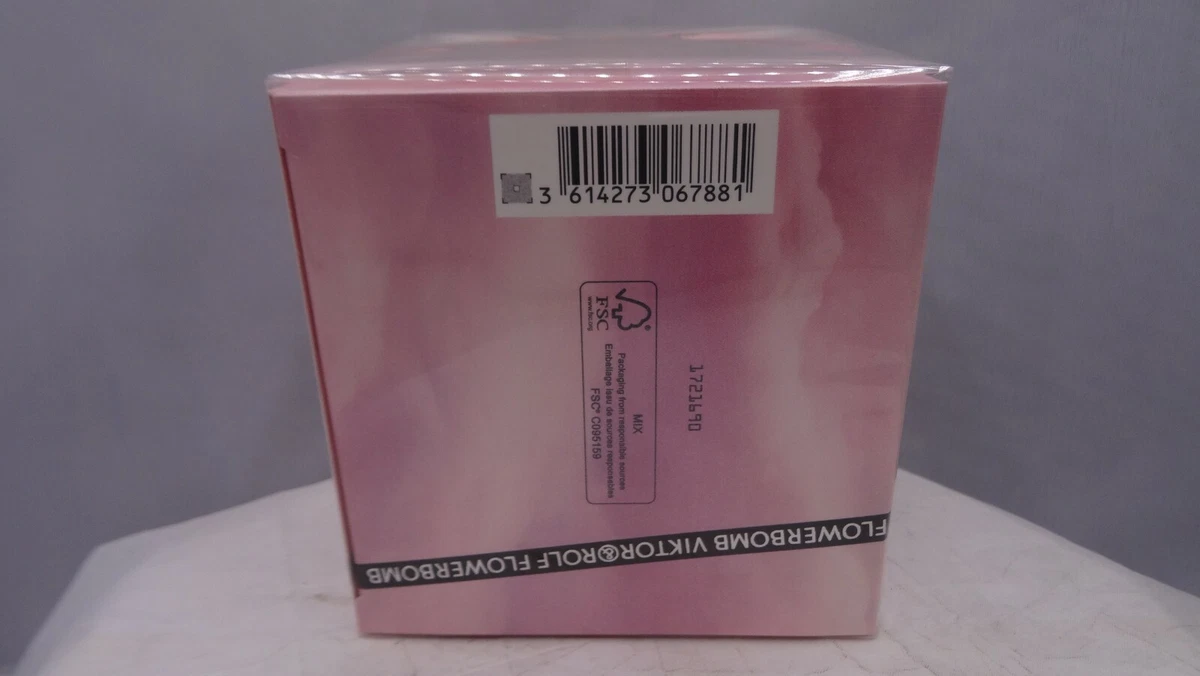 3 614273 067881
FSC
www.fsc.org
MIX
Packaging from responsible sources
Emballage issu de sources responsables
FSC® C095159
1721690
FLOWERBOMB VIKTOR&ROLF FLOWERBOMB